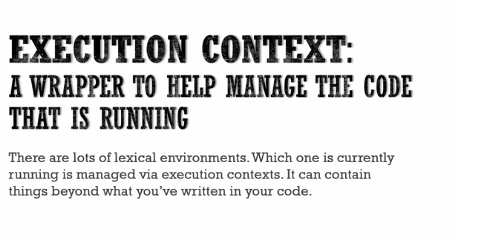 EXECUTION CONTEXT:
A WRAPPER TO HELP MANAGE THE CODE
THAT IS RUNNING
There are lots of lexical environments. Which one is currently
running is managed via execution contexts. It can contain
things beyond what you've written in your code.